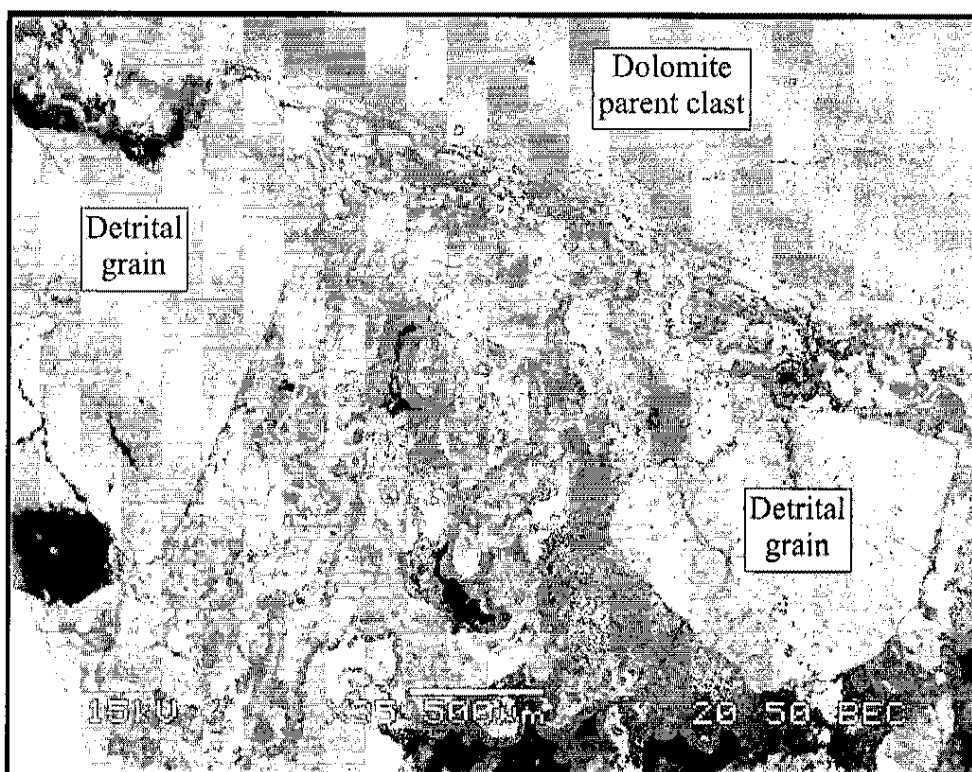 Dolomite
parent clast
Detrital
grain
Detrital
grain
15kV X35 500µm 20 50 BEC